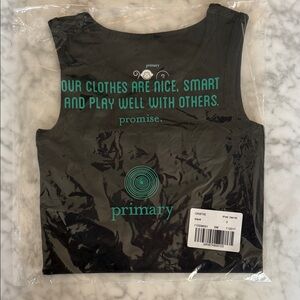 primary
OUR CLOTHES ARE NICE, SMART
AND PLAY WELL WITH OTHERS.
promise.
primary